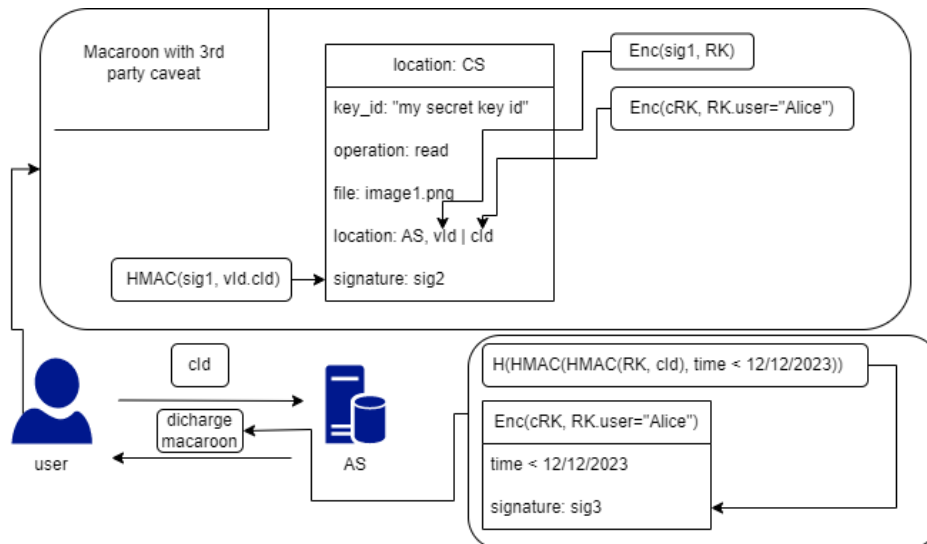 Macaroon with 3rd
party caveat
location: CS
key_id: "my secret key id"
operation: read
file: image1.png
location: AS, vId | cId
signature: sig2
Enc(sig1, RK)
Enc(cRK, RK.user="Alice")
HMAC(sig1, vId.cId)
user
cId
dicharge
macaroon
AS
H(HMAC(HMAC(RK, cId), time < 12/12/2023))
Enc(cRK, RK.user="Alice")
time < 12/12/2023
signature: sig3